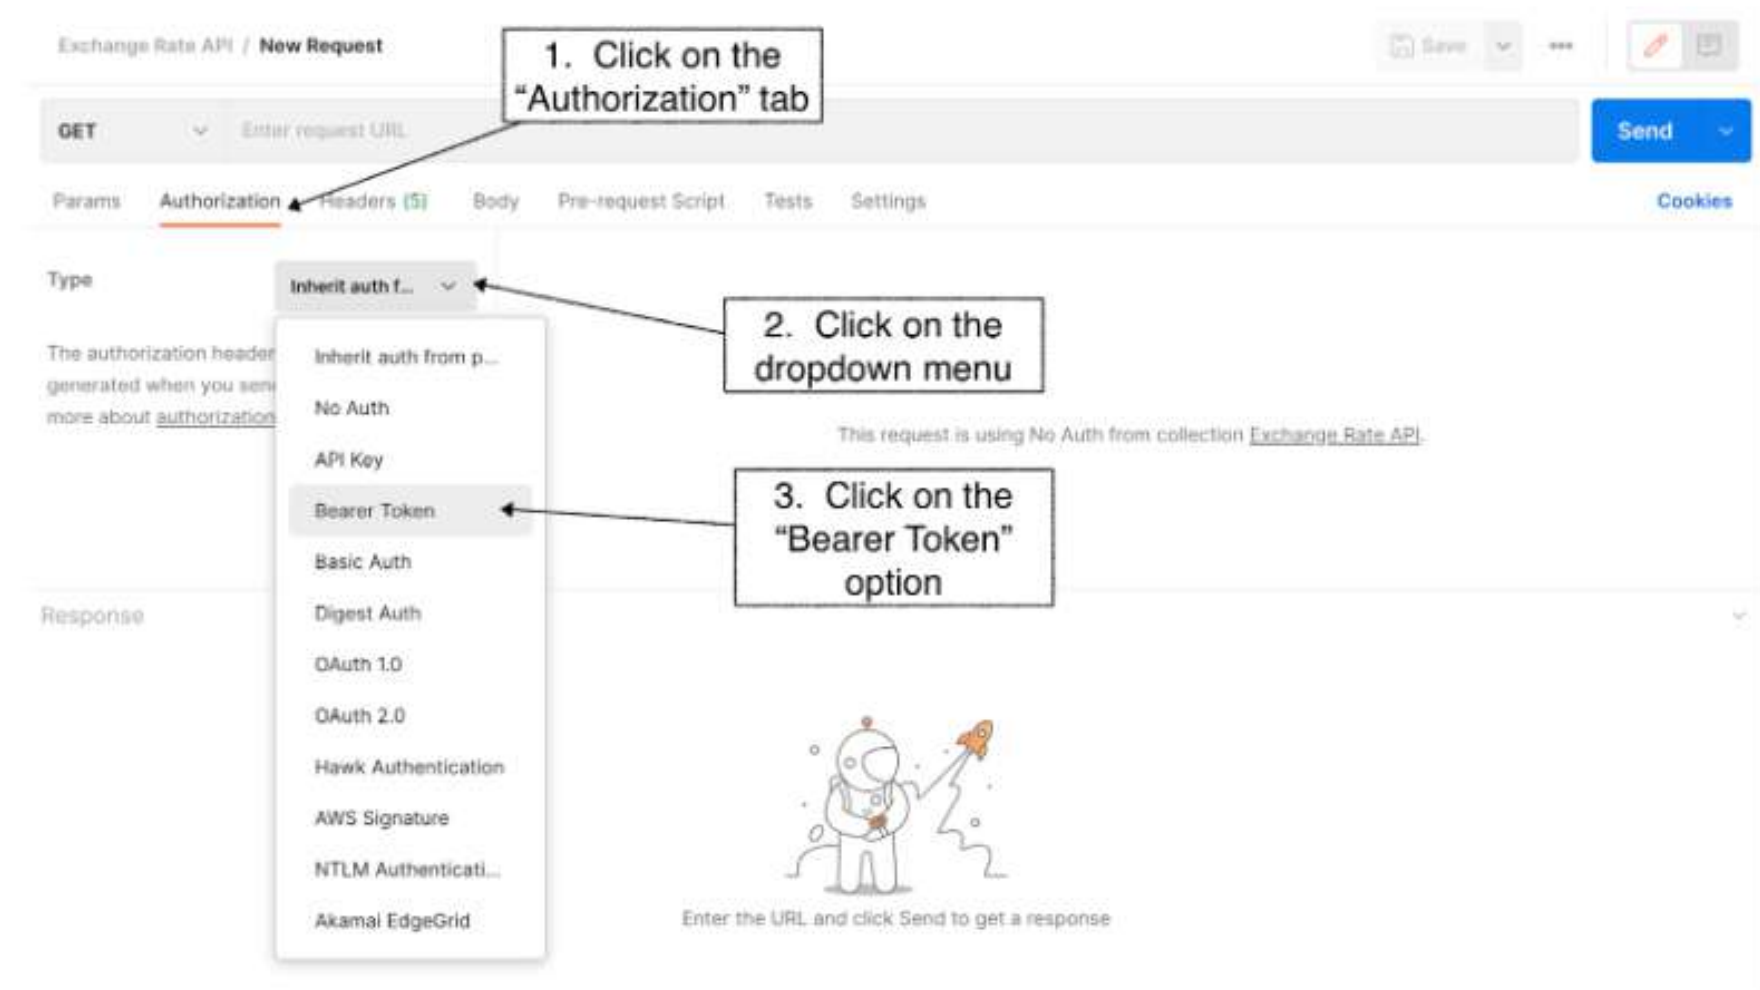 Exchange Rate API / New Request
Save
1. Click on the
“Authorization” tab
GET
Enter request URL
Send
Params Authorization Headers (5) Body Pre-request Script Tests Settings Cookies
Type
Inherit auth f...
2. Click on the
dropdown menu
The authorization header
generated when you sen
more about authorization
Inherit auth from p...
No Auth
API Key
Bearer Token
Basic Auth
Digest Auth
OAuth 1.0
OAuth 2.0
Hawk Authentication
AWS Signature
NTLM Authenticati...
Akamai EdgeGrid
This request is using No Auth from collection Exchange Rate API.
3. Click on the
“Bearer Token”
option
Response
Enter the URL and click Send to get a response